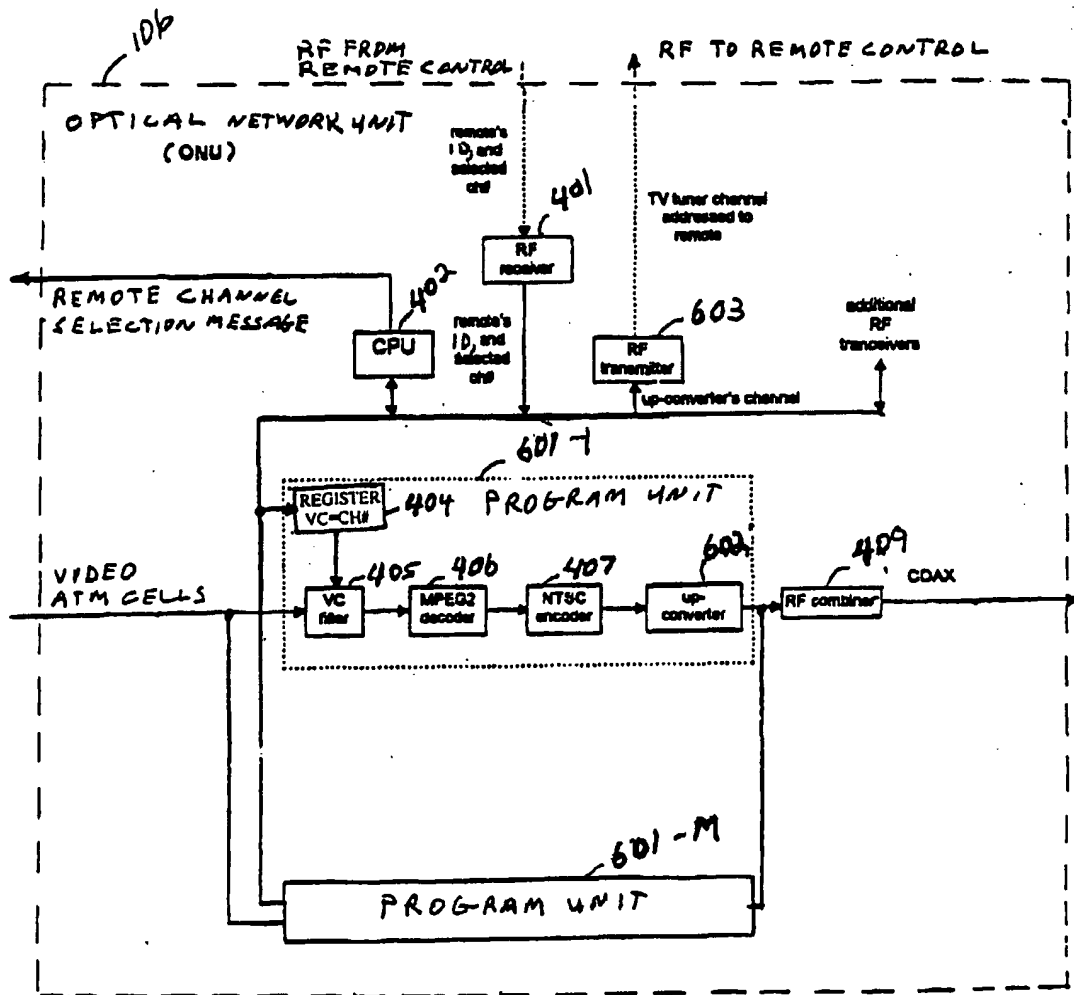 106
RF FROM
REMOTE CONTROL
RF TO REMOTE CONTROL
OPTICAL NETWORK UNIT
(ONU)
remote's
ID, and
selected
ch#
401
RF
receiver
TV tuner channel
addressed to
remote
REMOTE CHANNEL
SELECTION MESSAGE
402
CPU
remote's
ID, and
selected
ch#
603
RF
transmitter
additional
RF
tranceivers
up-converter's channel
601-1
REGISTER
VC=CH#
404
PROGRAM UNIT
VIDEO
ATM CELLS
405
VC
filter
406
MPEG2
decoder
407
NTSC
encoder
602
up-
converter
409
RF combiner
COAX
601-M
PROGRAM UNIT